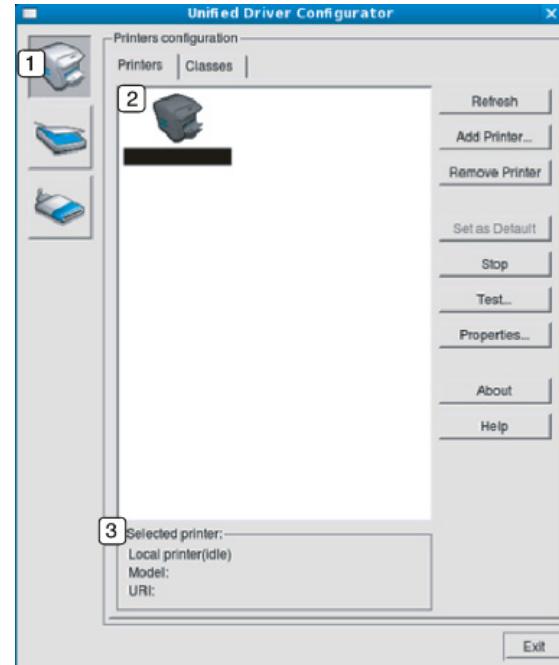 Unified Driver Configurator
1
Printers configuration
Printers
Classes
2
Refresh
Add Printer...
Remove Printer
Set as Default
Stop
Test...
Properties...
About
Help
3
Selected printer:
Local printer(idle)
Model:
URI:
Exit